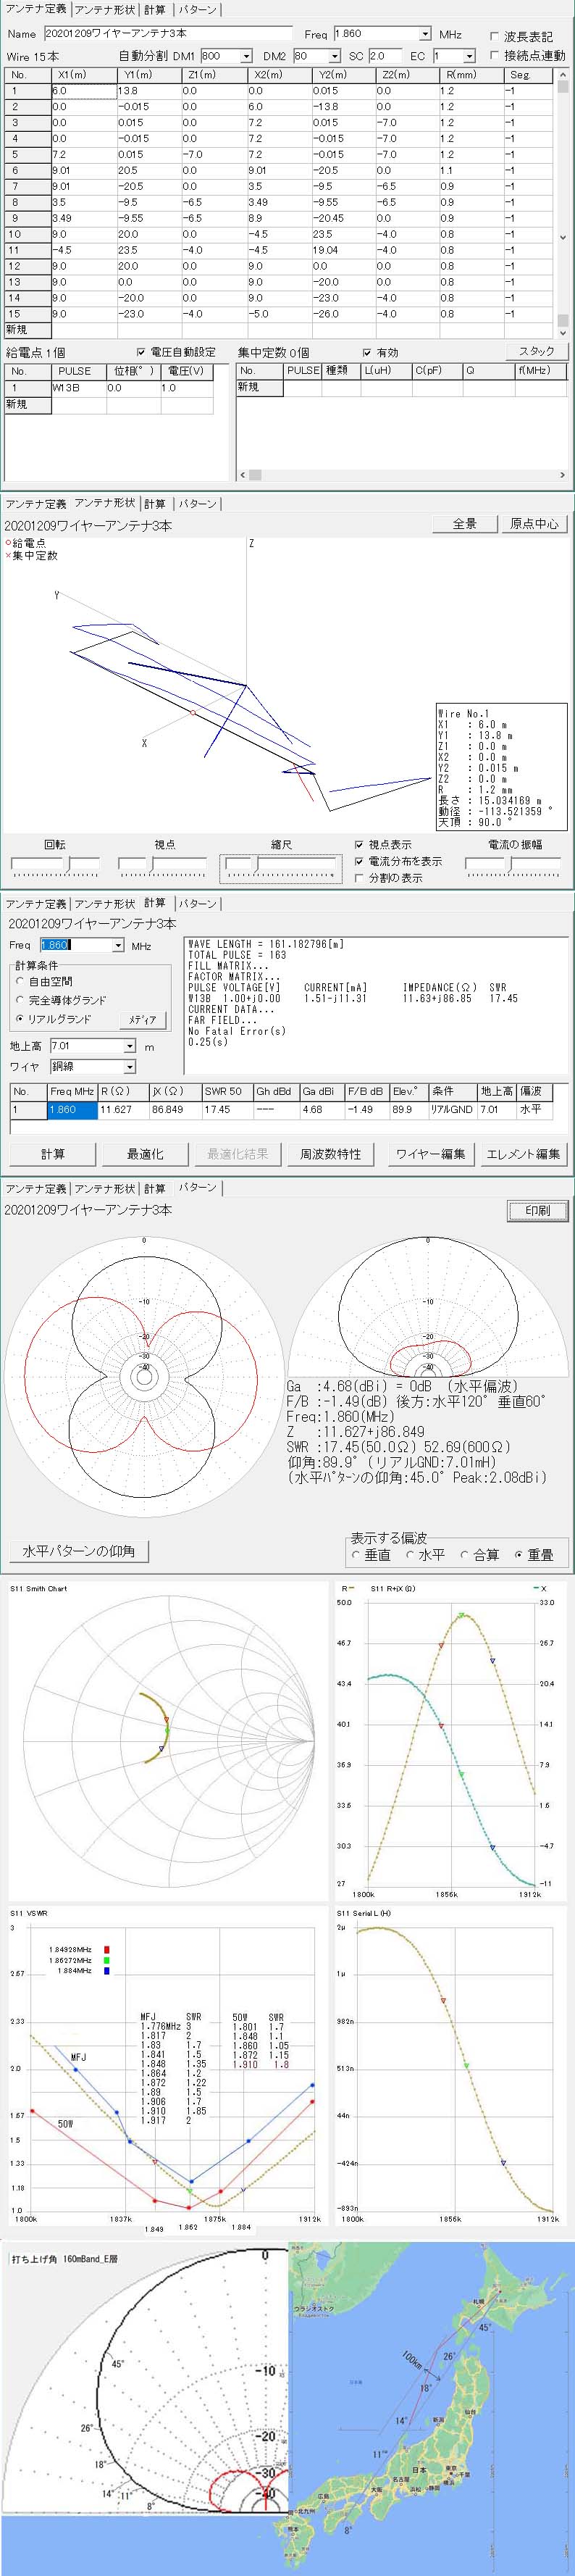 アンテナ定義 アンテナ形状 計算 パターン
Name 20201209ワイヤーアンテナ3本 Freq 1.860 MHz 波長表記
Wire 15本 自動分割 DM1 800 DM2 80 SC 2.0 EC 1 接続点連動
No. X1(m) Y1(m) Z1(m) X2(m) Y2(m) Z2(m) R(mm) Seg.
1 6.0 13.8 0.0 0.0 0.015 0.0 1.2 -1
2 0.0 -0.015 0.0 6.0 -13.8 0.0 1.2 -1
3 0.0 0.015 0.0 7.2 0.015 -7.0 1.2 -1
4 0.0 -0.015 0.0 7.2 -0.015 -7.0 1.2 -1
5 7.2 0.015 -7.0 7.2 -0.015 -7.0 1.2 -1
6 9.01 20.5 0.0 9.01 -20.5 0.0 1.1 -1
7 9.01 -20.5 0.0 3.5 -9.5 -6.5 0.9 -1
8 3.5 -9.5 -6.5 3.49 -9.55 -6.5 0.9 -1
9 3.49 -9.55 -6.5 8.9 -20.45 0.0 0.9 -1
10 9.0 20.0 0.0 -4.5 23.5 -4.0 0.8 -1
11 -4.5 23.5 -4.0 -4.5 19.04 -4.0 0.8 -1
12 9.0 20.0 0.0 9.0 0.0 0.0 0.8 -1
13 9.0 0.0 0.0 9.0 -20.0 0.0 0.8 -1
14 9.0 -20.0 0.0 9.0 -23.0 -4.0 0.8 -1
15 9.0 -23.0 -4.0 -5.0 -26.0 -4.0 0.8 -1
新規
給電点 1個 電圧自動設定 集中定数 0個 有効 スタック
No. PULSE 位相(°) 電圧(V) No. PULSE 種類 L(uH) C(pF) Q f(MHz)
1 W13B 0.0 1.0 新規
新規
アンテナ定義 アンテナ形状 計算 パターン
20201209ワイヤーアンテナ3本 全景 原点中心
○給電点
×集中定数
Z
Y
X
Wire No.1
X1 : 6.0 m
Y1 : 13.8 m
Z1 : 0.0 m
X2 : 0.0 m
Y2 : 0.015 m
Z2 : 0.0 m
R : 1.2 mm
長さ : 15.034169 m
動径 : -113.521359 °
天頂 : 90.0 °
回転 視点 縮尺 視点表示 電流の振幅
電流分布を表示
分割の表示
アンテナ定義 アンテナ形状 計算 パターン
20201209ワイヤーアンテナ3本
Freq 1.860 MHz
計算条件
自由空間
完全導体グランド
リアルグランド メディア
地上高 7.01 m
ワイヤ 銅線
WAVE LENGTH = 161.182796[m]
TOTAL PULSE = 163
FILL MATRIX...
FACTOR MATRIX...
PULSE VOLTAGE[V] CURRENT[mA] IMPEDANCE(Ω) SWR
W13B 1.00+j0.00 1.51-j11.31 11.63+j86.85 17.45
CURRENT DATA...
FAR FIELD...
No Fatal Error(s)
0.25(s)
No. Freq MHz R (Ω) jX (Ω) SWR 50 Gh dBd Ga dBi F/B dB Elev.° 条件 地上高 偏波
1 1.860 11.627 86.849 17.45 --- 4.68 -1.49 89.9 リアルGND 7.01 水平
計算 最適化 最適化結果 周波数特性 ワイヤー編集 エレメント編集
アンテナ定義 アンテナ形状 計算 パターン
20201209ワイヤーアンテナ3本 印刷
0
-10
-20
-30
-40
0
-10
-20
-30
-40
Ga :4.68(dBi) = 0dB (水平偏波)
F/B :-1.49(dB) 後方:水平120° 垂直60°
Freq:1.860(MHz)
Z :11.627+j86.849
SWR :17.45(50.0Ω) 52.69(600Ω)
仰角:89.9° (リアルGND:7.01mH)
(水平パターンの仰角:45.0° Peak:2.08dBi)
水平パターンの仰角
表示する偏波
垂直 水平 合算 重畳
S11 Smith Chart
R S11 R+jX (Ω) X
50.0 33.0
46.7 26.7
43.4 20.4
40.1 14.1
36.9 7.9
33.6 1.6
30.3 -4.7
27 -11
1800k 1856k 1912k
S11 VSWR
3
2.67
2.33
2.0
1.67
1.5
1.33
1.18
1.0
1.84928MHz
1.86272MHz
1.884MHz
MFJ
50W
MFJ SWR
1.776MHz 3
1.817 2
1.83 1.7
1.841 1.5
1.848 1.35
1.864 1.2
1.872 1.22
1.89 1.5
1.906 1.7
1.910 1.85
1.917 2
50W SWR
1.801 1.7
1.848 1.1
1.860 1.05
1.872 1.15
1.910 1.8
1800k 1837k 1875k 1912k
1.849 1.862 1.884
S11 Serial L (H)
2μ
1μ
982n
513n
44n
-424n
-893n
1800k 1856k 1912k
打ち上げ角 160mBand_E層
0
-10
-20
-30
-40
45°
26°
18°
14°
11°
8°
ウラジオストク
札幌
45°
100km
26°
18°
14°
11°
8°
仙台
新潟
日本
東京
千葉
横浜
名古屋
静岡
浜松
大阪
広島
北九州
熊本